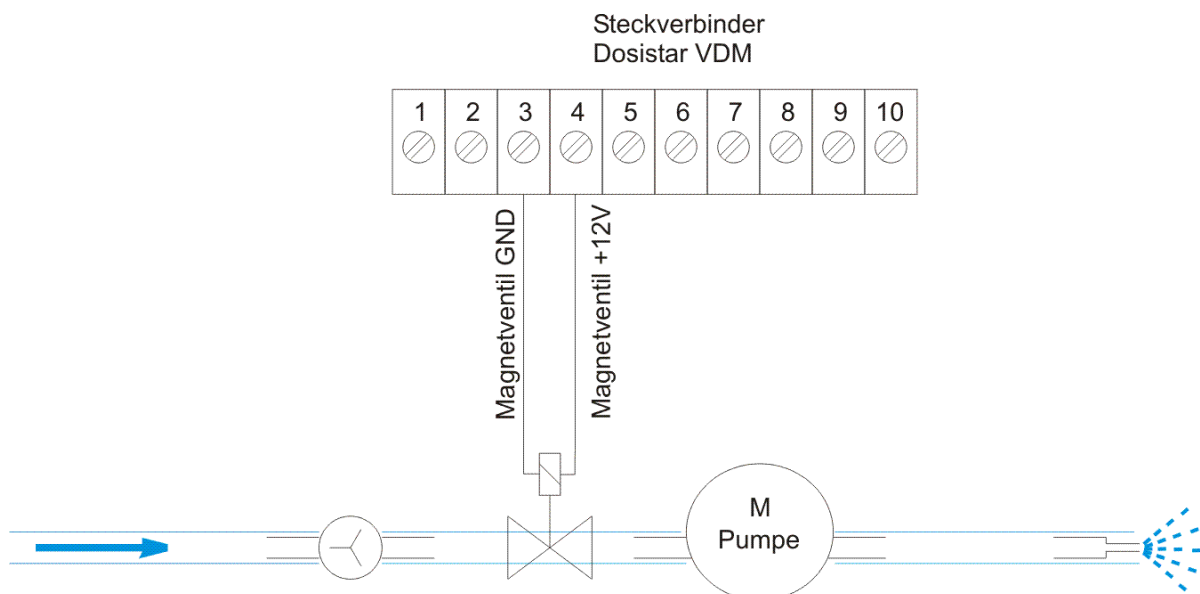 Steckverbinder
Dosistar VDM
1 2 3 4 5 6 7 8 9 10
Magnetventil GND
Magnetventil +12V
M
Pumpe